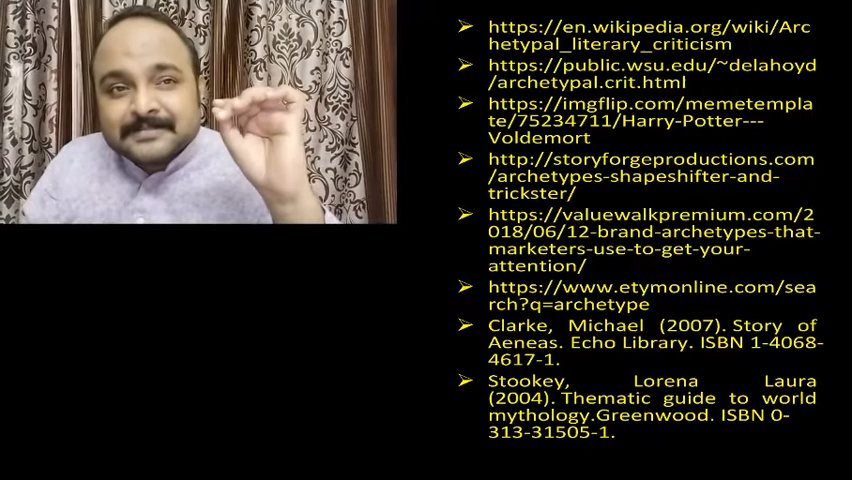 https://en.wikipedia.org/wiki/Arc
hetypal_literary_criticism
https://public.wsu.edu/~delahoyd
/archetypal.crit.html
https://imgflip.com/memetempla
te/75234711/Harry-Potter---
Voldemort
http://storyforgeproductions.com
/archetypes-shapeshifter-and-
trickster/
https://valuewalkpremium.com/2
018/06/12-brand-archetypes-that-
marketers-use-to-get-your-
attention/
https://www.etymonline.com/sea
rch?q=archetype
Clarke, Michael (2007). Story of
Aeneas. Echo Library. ISBN 1-4068-
4617-1.
Stookey, Lorena Laura
(2004). Thematic guide to world
mythology.Greenwood. ISBN 0-
313-31505-1.